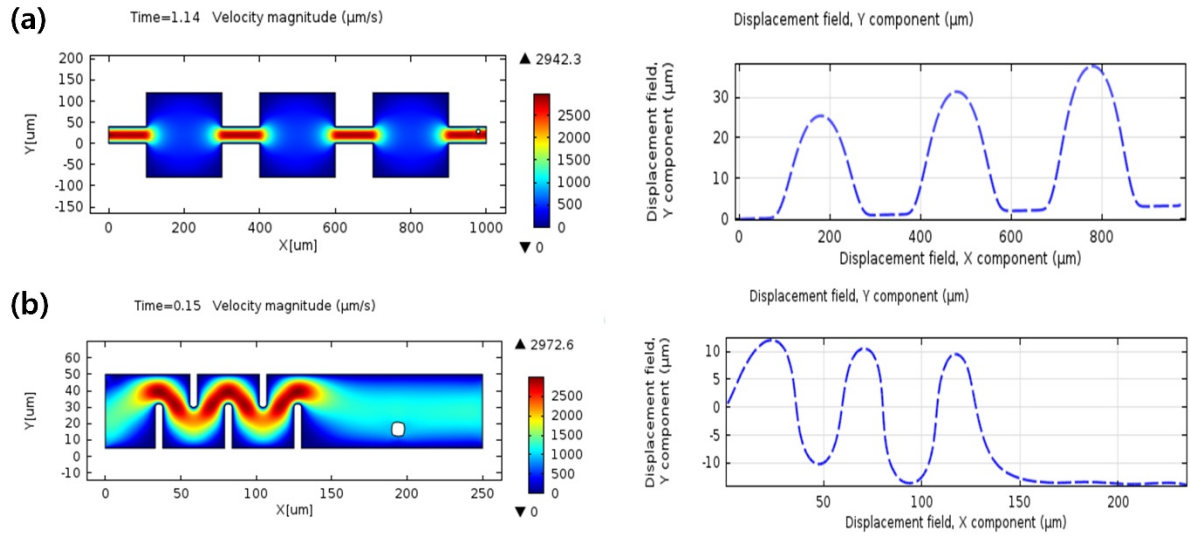 (a)
Time=1.14 Velocity magnitude (µm/s)
Y[um]
200
150
100
50
0
-50
-100
-150
0 200 400 600 800 1000
X[um]
▲ 2942.3
2500
2000
1500
1000
500
0
▼ 0
Displacement field, Y component (µm)
Displacement field,
Y component (µm)
30
20
10
0
0 200 400 600 800
Displacement field, X component (µm)
(b)
Time=0.15 Velocity magnitude (µm/s)
Y[um]
60
50
40
30
20
10
0
-10
0 50 100 150 200 250
X[um]
▲ 2972.6
2500
2000
1500
1000
500
0
▼ 0
Displacement field, Y component (µm)
Displacement field,
Y component (µm)
10
5
0
-5
-10
50 100 150 200
Displacement field, X component (µm)